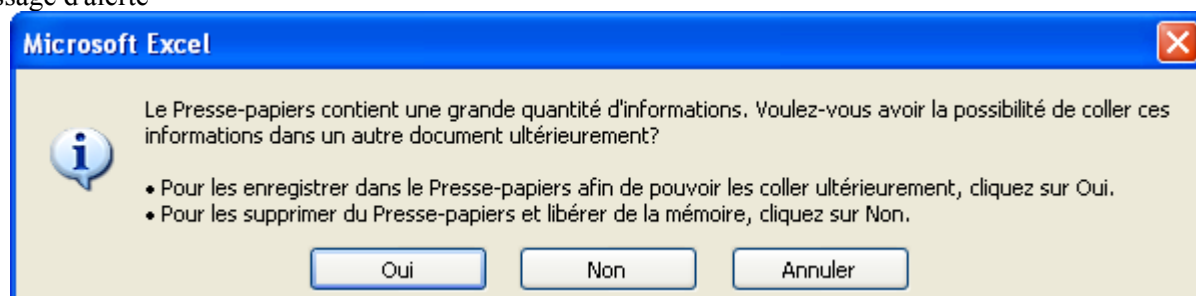 ssage d'alerte
Microsoft Excel
Le Presse-papiers contient une grande quantité d'informations. Voulez-vous avoir la possibilité de coller ces
informations dans un autre document ultérieurement?
• Pour les enregistrer dans le Presse-papiers afin de pouvoir les coller ultérieurement, cliquez sur Oui.
• Pour les supprimer du Presse-papiers et libérer de la mémoire, cliquez sur Non.
Oui Non Annuler